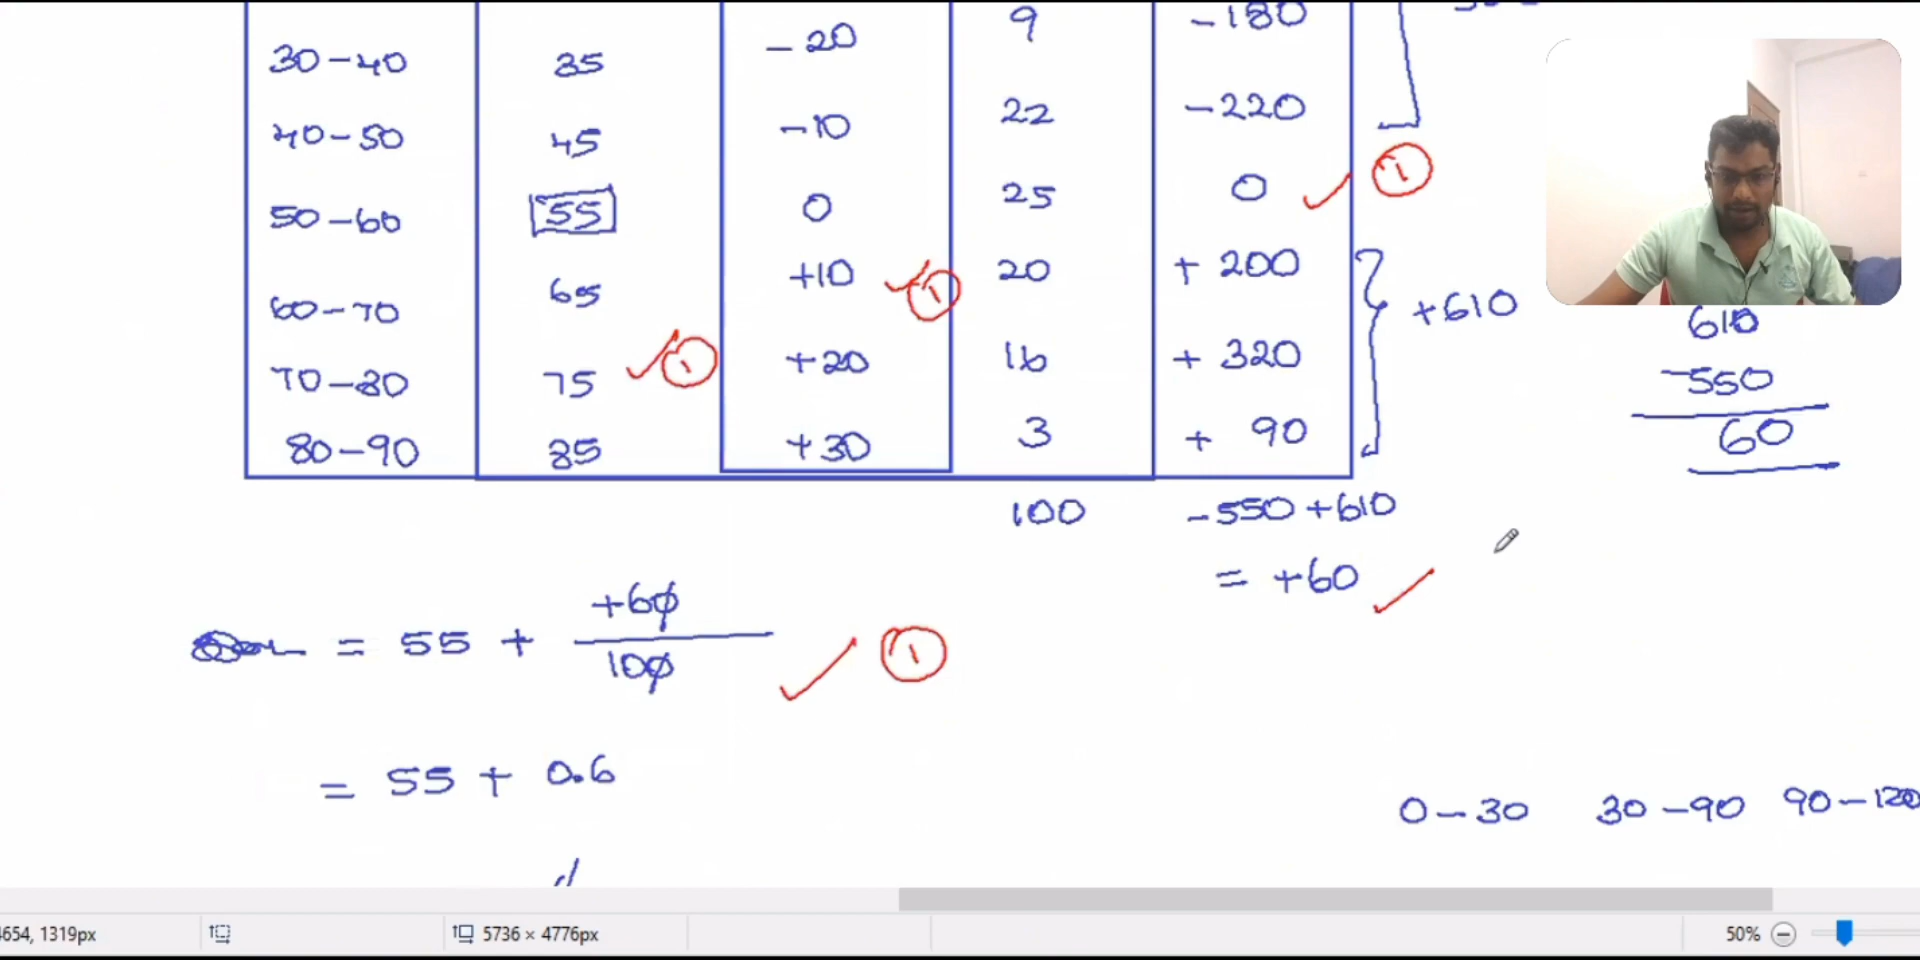 9 -180
30-40 35 -20
40-50 45 -10 22 -220
50-60 55 0 25 0 1
60-70 65 +10 1 20 +200 +610
70-80 75 1 +20 16 +320
80-90 85 +30 3 +90
610
-550
60
100 -550+610
= +60
= 55 + +60/100 1
= 55 + 0.6
0-30 30-90 90-120
4654, 1319px 5736 × 4776px 50%